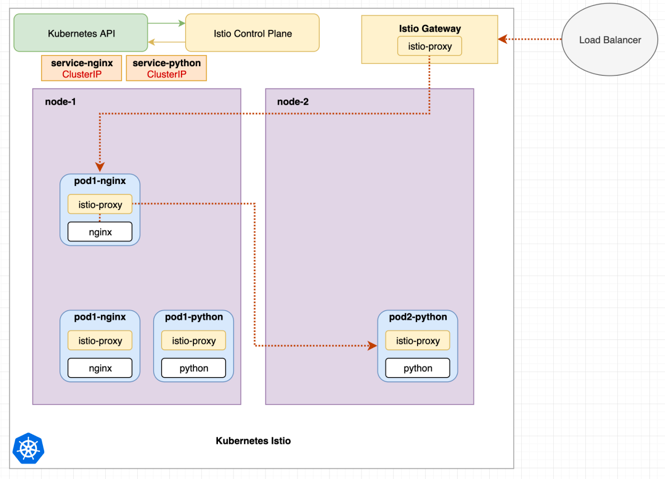 Kubernetes API
Istio Control Plane
Istio Gateway
istio-proxy
Load Balancer
service-nginx
ClusterIP
service-python
ClusterIP
node-1
node-2
pod1-nginx
istio-proxy
nginx
pod1-nginx
istio-proxy
nginx
pod1-python
istio-proxy
python
pod2-python
istio-proxy
python
Kubernetes Istio